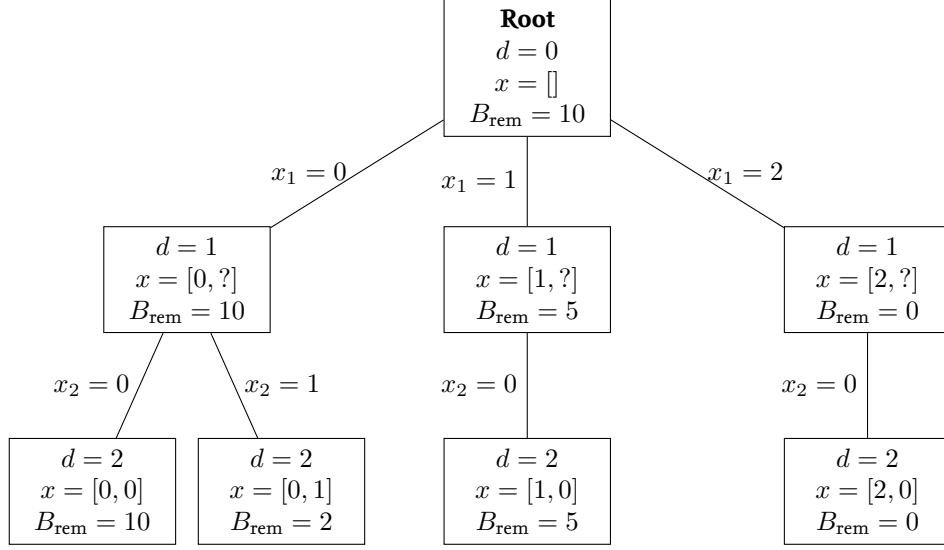 Root
d = 0
x = []
B_rem = 10
x_1 = 0
x_1 = 1
x_1 = 2
d = 1
x = [0, ?]
B_rem = 10
d = 1
x = [1, ?]
B_rem = 5
d = 1
x = [2, ?]
B_rem = 0
x_2 = 0
x_2 = 1
x_2 = 0
x_2 = 0
d = 2
x = [0, 0]
B_rem = 10
d = 2
x = [0, 1]
B_rem = 2
d = 2
x = [1, 0]
B_rem = 5
d = 2
x = [2, 0]
B_rem = 0